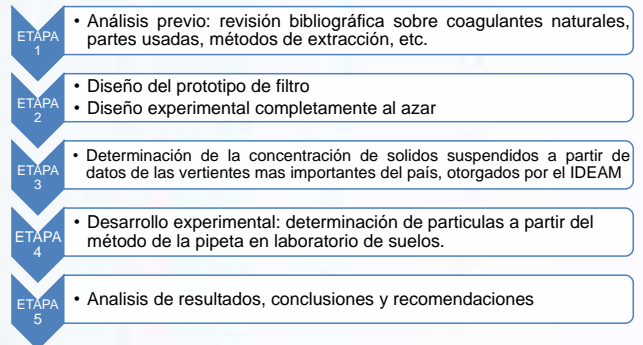 ETAPA
1
• Análisis previo: revisión bibliográfica sobre coagulantes naturales,
partes usadas, métodos de extracción, etc.
ETAPA
2
• Diseño del prototipo de filtro
• Diseño experimental completamente al azar
ETAPA
3
• Determinación de la concentración de solidos suspendidos a partir de
datos de las vertientes mas importantes del país, otorgados por el IDEAM
ETAPA
4
• Desarrollo experimental: determinación de particulas a partir del
método de la pipeta en laboratorio de suelos.
ETAPA
5
• Analisis de resultados, conclusiones y recomendaciones